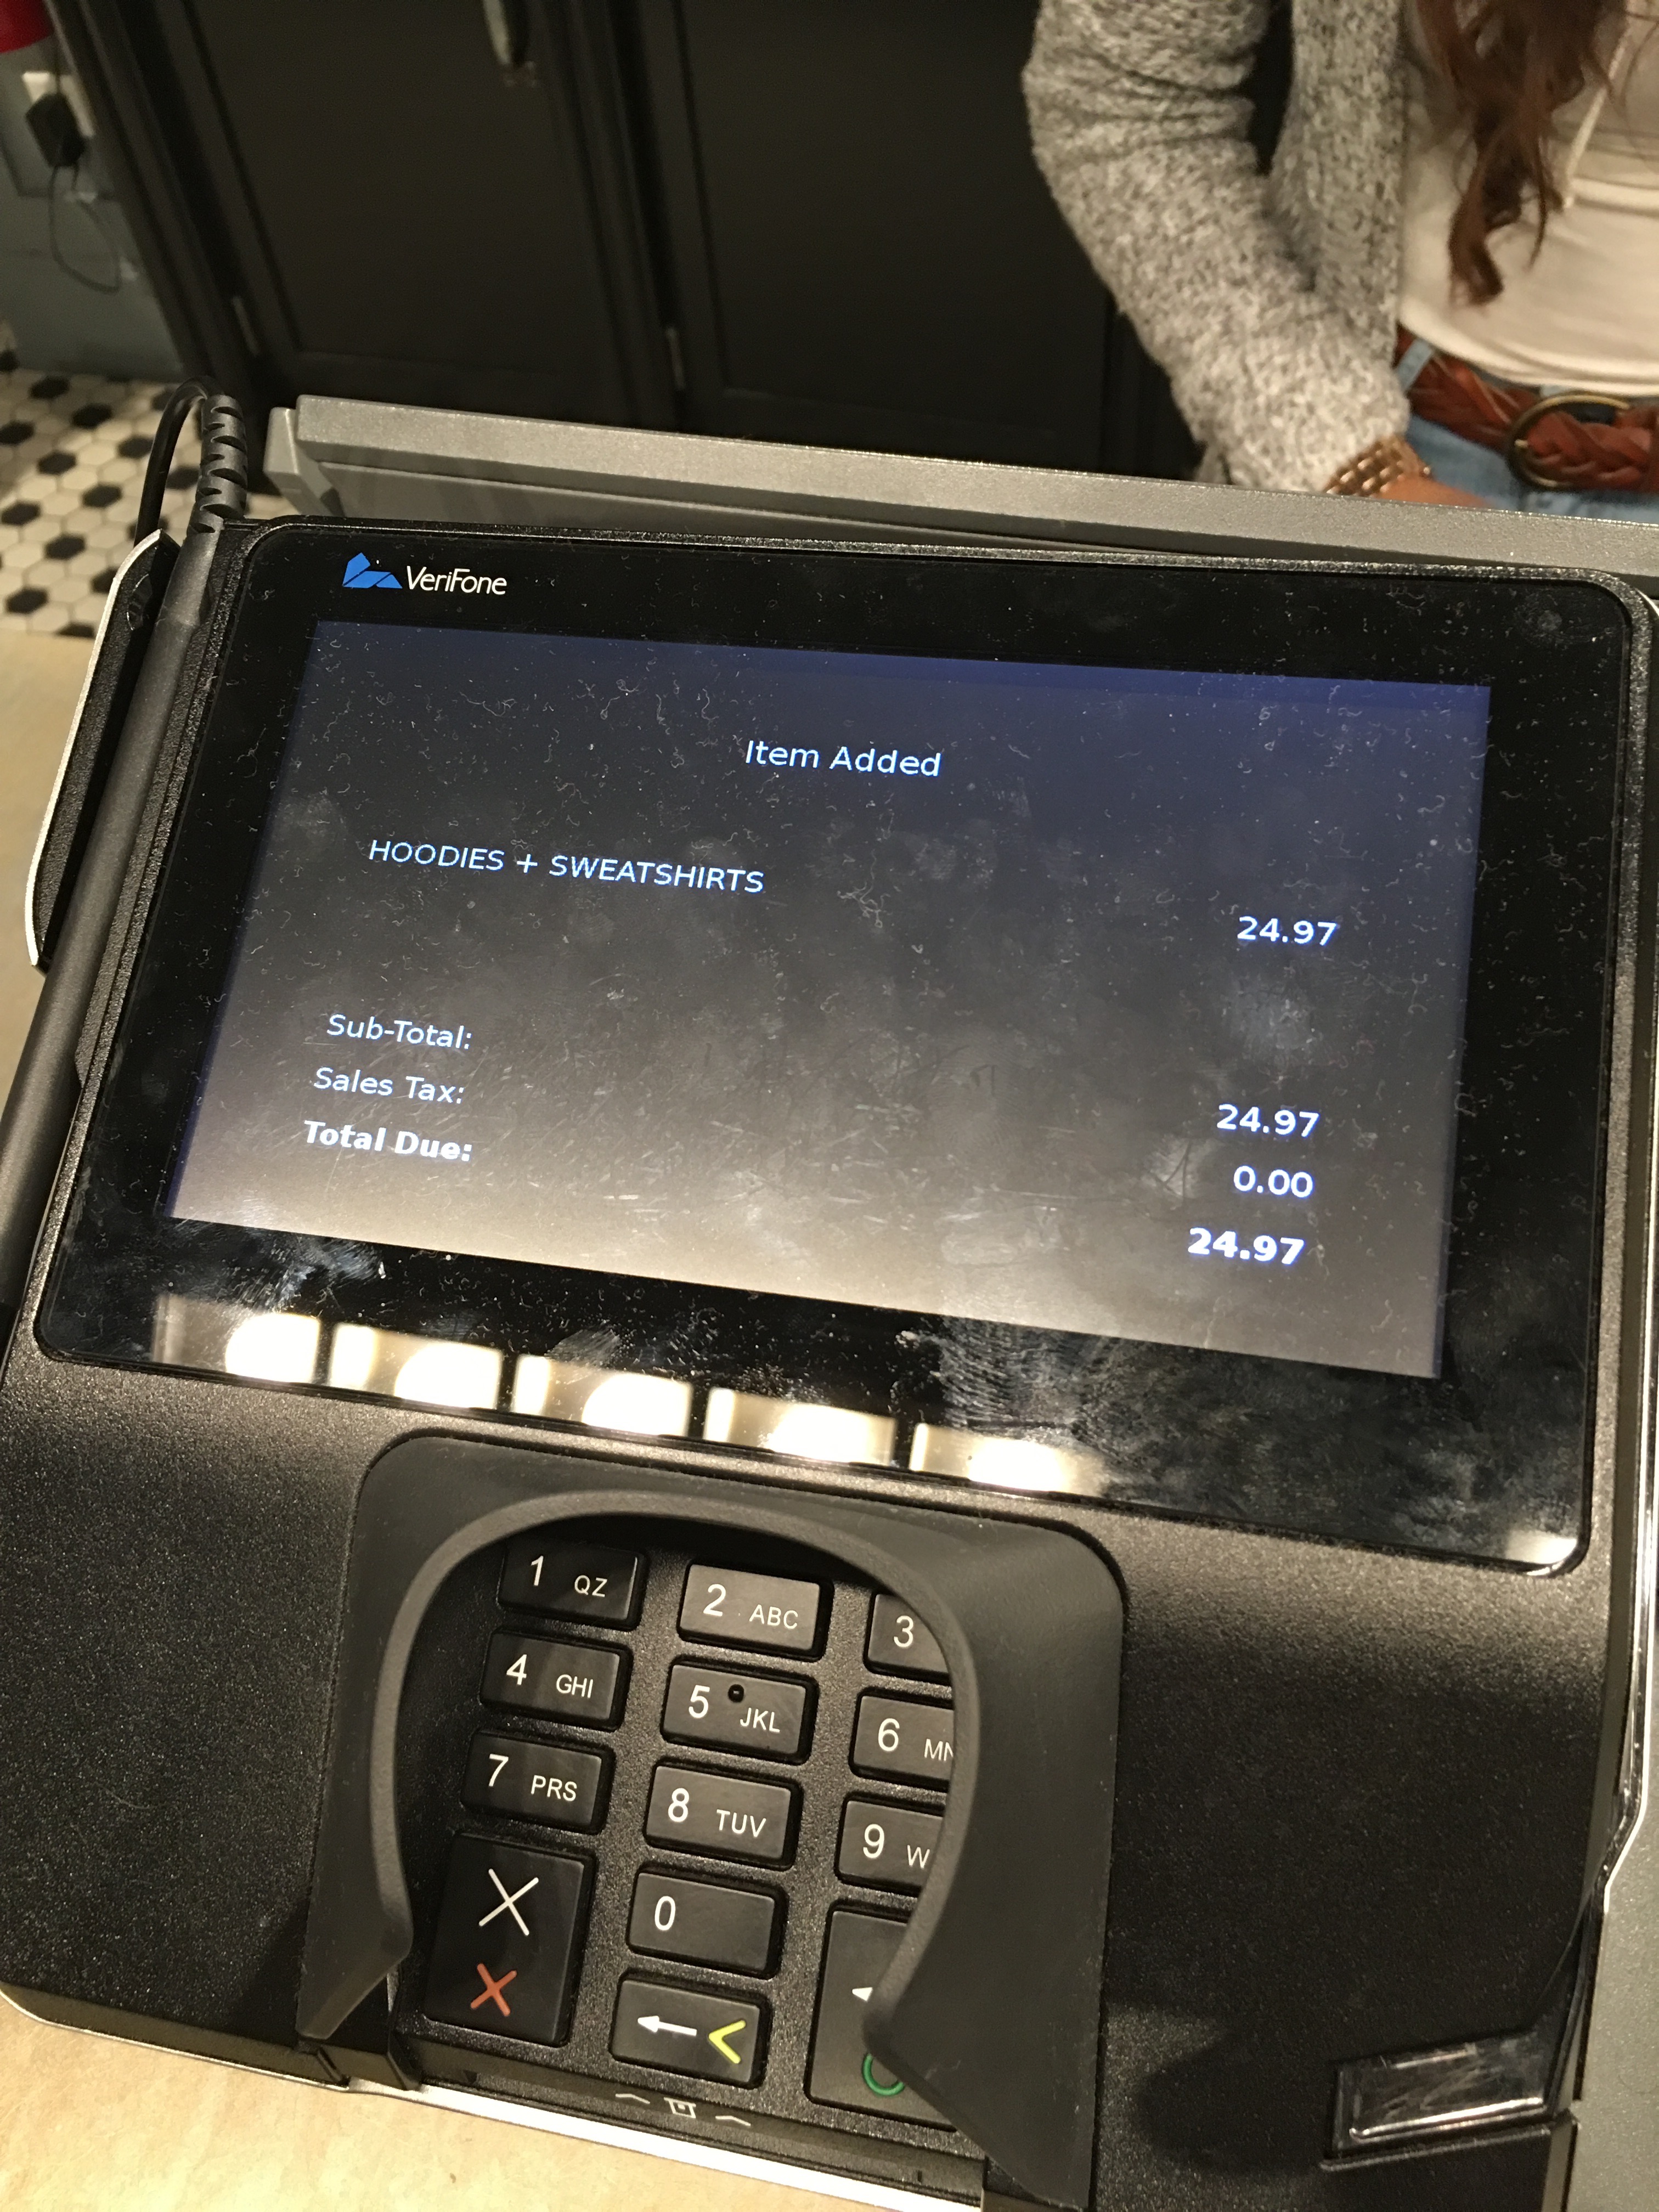 VeriFone
Item Added
HOODIES + SWEATSHIRTS
24.97
Sub-Total:
24.97
Sales Tax:
0.00
Total Due:
24.97
1 QZ
2 ABC
3
4 GHI
5 JKL
6 MN
7 PRS
8 TUV
9 W
0